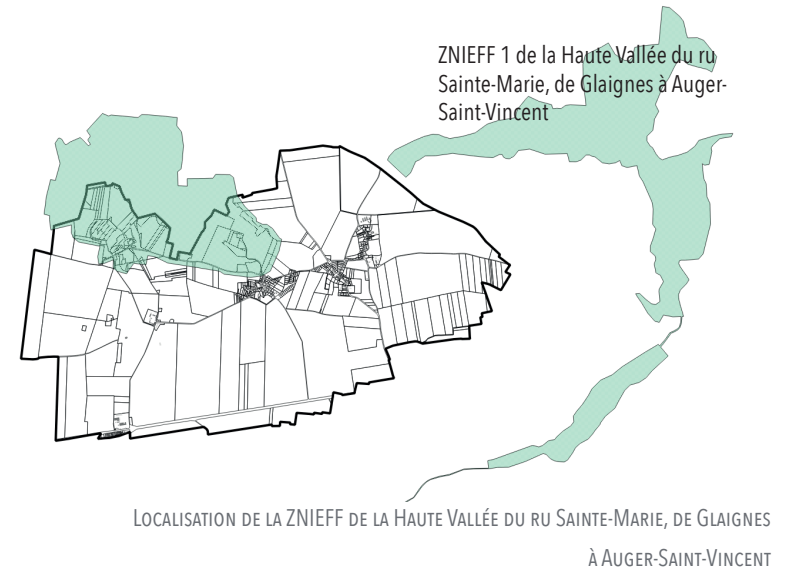 ZNIEFF 1 de la Haute Vallée du ru
Sainte-Marie, de Glaignes à Auger-
Saint-Vincent
Localisation de la ZNIEFF de la Haute Vallée du ru Sainte-Marie, de Glaignes
à Auger-Saint-Vincent